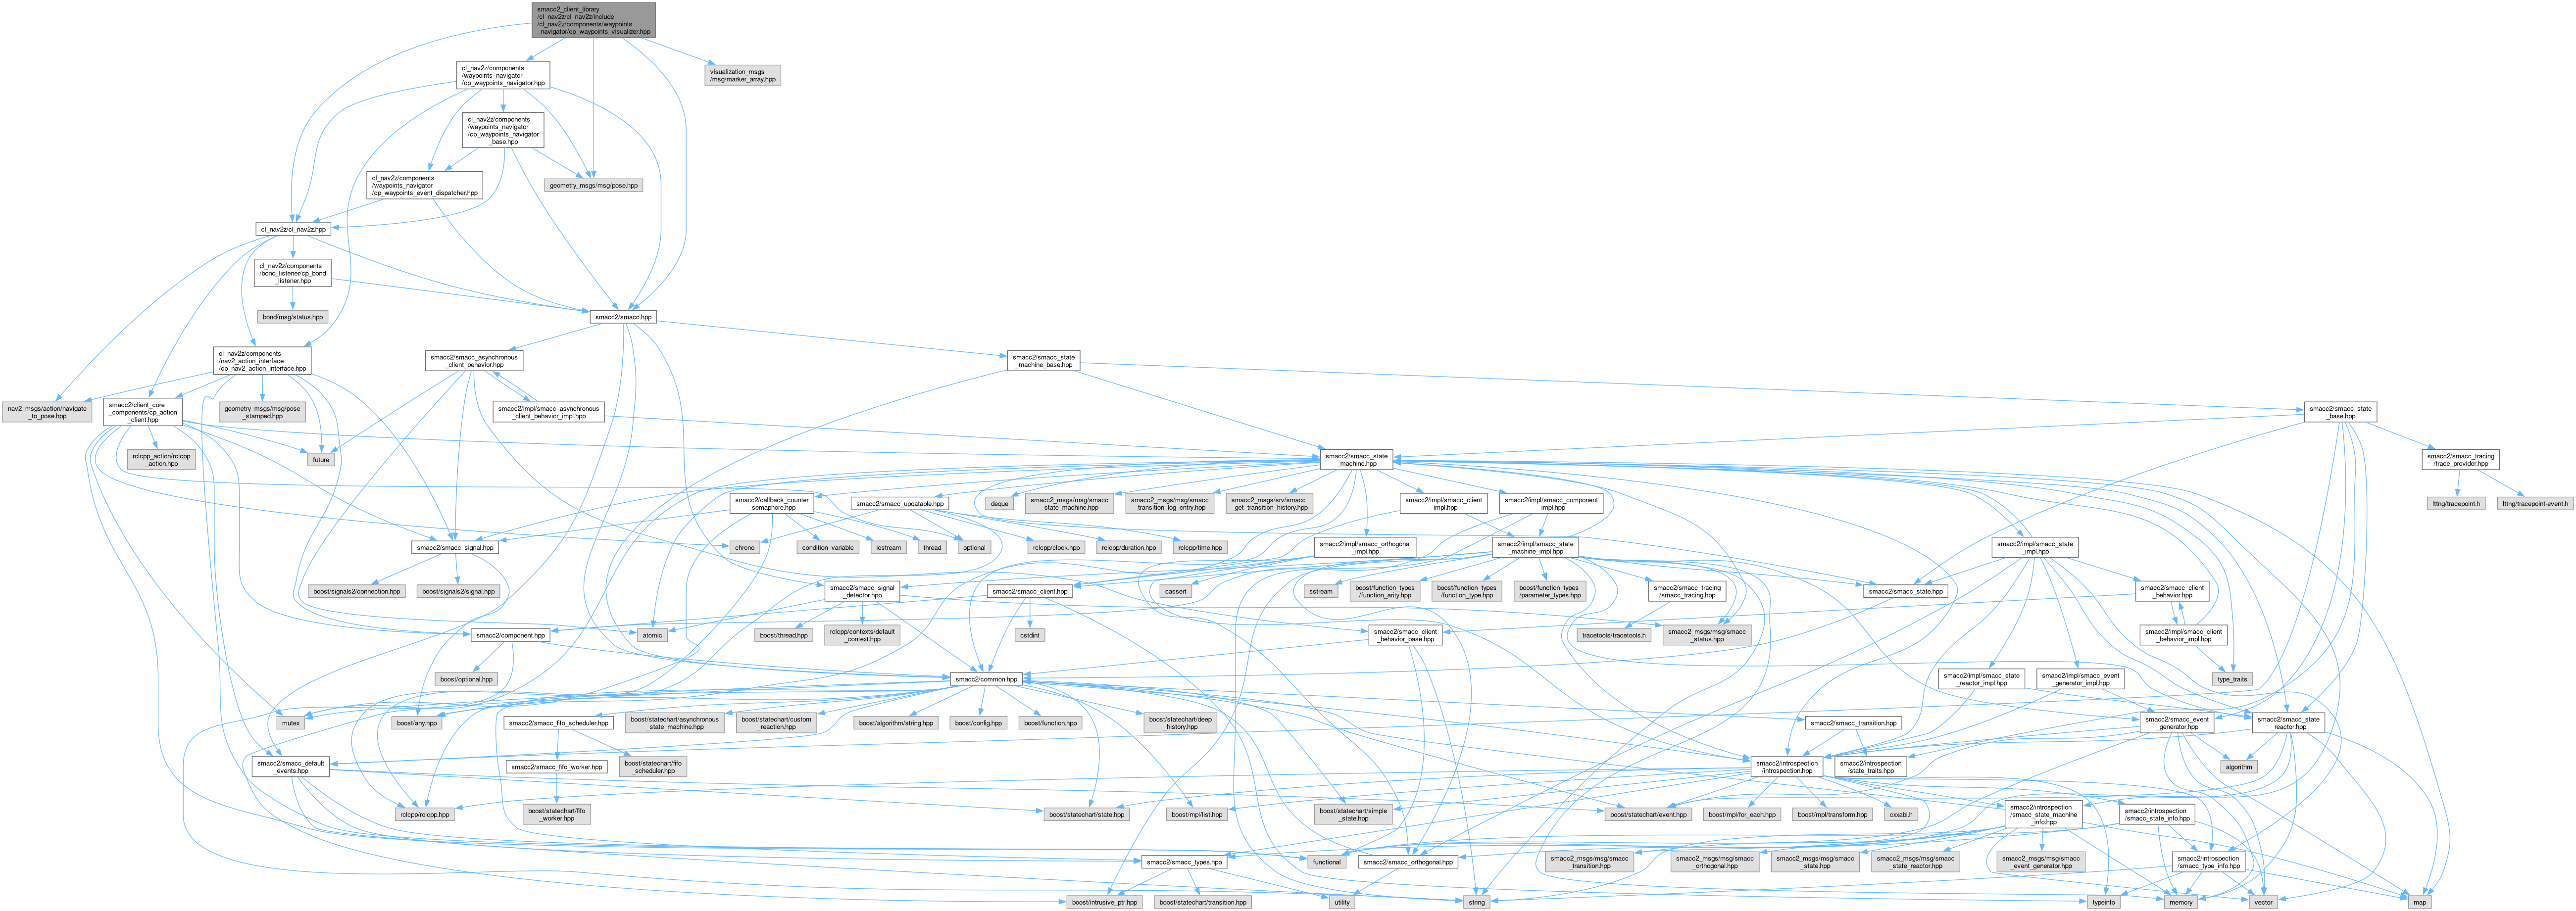 smacc2_client_library
/cl_nav2z/cl_nav2z/include
/cl_nav2z/components/waypoints
_navigator/cp_waypoints_visualizer.hpp
cl_nav2z/components
/waypoints_navigator
/cp_waypoints_navigator.hpp
visualization_msgs
/msg/marker_array.hpp
cl_nav2z/components
/waypoints_navigator
/cp_waypoints_navigator
_base.hpp
cl_nav2z/components
/waypoints_navigator
/cp_waypoints_event_dispatcher.hpp
geometry_msgs/msg/pose.hpp
cl_nav2z/cl_nav2z.hpp
cl_nav2z/components
/bond_listener/cp_bond
_listener.hpp
bond/msg/status.hpp
smacc2/smacc.hpp
cl_nav2z/components
/nav2_action_interface
/cp_nav2_action_interface.hpp
smacc2/smacc_asynchronous
_client_behavior.hpp
smacc2/smacc_state
_machine_base.hpp
nav2_msgs/action/navigate
_to_pose.hpp
smacc2/client_core
_components/cp_action
_client.hpp
geometry_msgs/msg/pose
_stamped.hpp
smacc2/impl/smacc_asynchronous
_client_behavior_impl.hpp
smacc2/smacc_state
_base.hpp
rclcpp_action/rclcpp
_action.hpp
future
smacc2/smacc_state
_machine.hpp
smacc2/smacc_tracing
/trace_provider.hpp
smacc2/callback_counter
_semaphore.hpp
smacc2/smacc_updatable.hpp
deque
smacc2_msgs/msg/smacc
_state_machine.hpp
smacc2_msgs/msg/smacc
_transition_log_entry.hpp
smacc2_msgs/srv/smacc
_get_transition_history.hpp
smacc2/impl/smacc_client
_impl.hpp
smacc2/impl/smacc_component
_impl.hpp
lttng/tracepoint.h
lttng/tracepoint-event.h
smacc2/smacc_signal.hpp
chrono
condition_variable
iostream
thread
optional
rclcpp/clock.hpp
rclcpp/duration.hpp
rclcpp/time.hpp
smacc2/impl/smacc_orthogonal
_impl.hpp
smacc2/impl/smacc_state
_machine_impl.hpp
smacc2/impl/smacc_state
_impl.hpp
boost/signals2/connection.hpp
boost/signals2/signal.hpp
smacc2/smacc_signal
_detector.hpp
smacc2/smacc_client.hpp
cassert
sstream
boost/function_types
/function_arity.hpp
boost/function_types
/function_type.hpp
boost/function_types
/parameter_types.hpp
smacc2/smacc_tracing
/smacc_tracing.hpp
smacc2/smacc_state.hpp
smacc2/smacc_client
_behavior.hpp
smacc2/component.hpp
atomic
boost/thread.hpp
rclcpp/contexts/default
_context.hpp
cstdint
smacc2/smacc_client
_behavior_base.hpp
tracetools/tracetools.h
smacc2_msgs/msg/smacc
_status.hpp
smacc2/impl/smacc_client
_behavior_impl.hpp
boost/optional.hpp
smacc2/common.hpp
smacc2/impl/smacc_state
_reactor_impl.hpp
smacc2/impl/smacc_event
_generator_impl.hpp
type_traits
mutex
boost/any.hpp
smacc2/smacc_fifo_scheduler.hpp
boost/statechart/asynchronous
_state_machine.hpp
boost/statechart/custom
_reaction.hpp
boost/algorithm/string.hpp
boost/config.hpp
boost/function.hpp
boost/statechart/deep
_history.hpp
smacc2/smacc_transition.hpp
smacc2/smacc_event
_generator.hpp
smacc2/smacc_state
_reactor.hpp
smacc2/smacc_default
_events.hpp
smacc2/smacc_fifo_worker.hpp
boost/statechart/fifo
_scheduler.hpp
smacc2/introspection
/introspection.hpp
smacc2/introspection
/state_traits.hpp
algorithm
rclcpp/rclcpp.hpp
boost/statechart/fifo
_worker.hpp
boost/statechart/state.hpp
boost/mpl/list.hpp
boost/statechart/simple
_state.hpp
boost/statechart/event.hpp
boost/mpl/for_each.hpp
boost/mpl/transform.hpp
cxxabi.h
smacc2/introspection
/smacc_state_machine
_info.hpp
smacc2/introspection
/smacc_state_info.hpp
smacc2/smacc_types.hpp
functional
smacc2/smacc_orthogonal.hpp
smacc2_msgs/msg/smacc
_transition.hpp
smacc2_msgs/msg/smacc
_orthogonal.hpp
smacc2_msgs/msg/smacc
_state.hpp
smacc2_msgs/msg/smacc
_state_reactor.hpp
smacc2_msgs/msg/smacc
_event_generator.hpp
smacc2/introspection
/smacc_type_info.hpp
boost/intrusive_ptr.hpp
boost/statechart/transition.hpp
utility
string
typeinfo
memory
vector
map